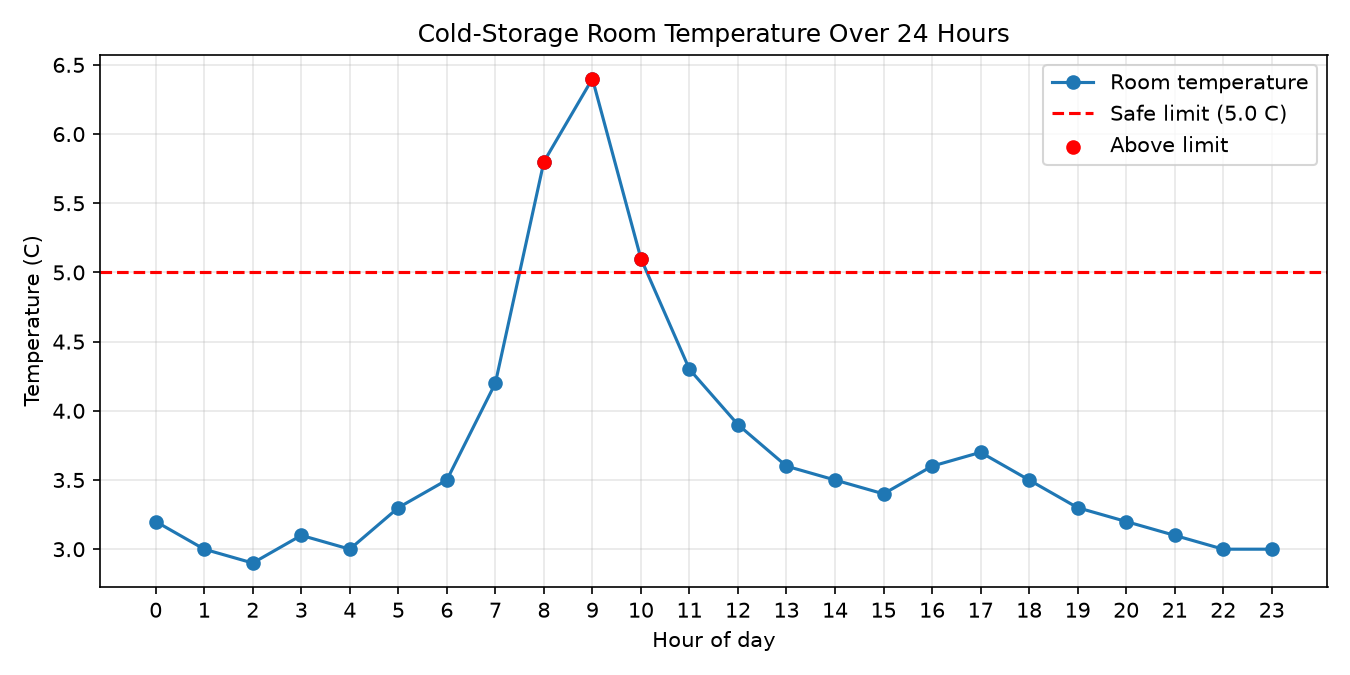 Cold-Storage Room Temperature Over 24 Hours
Room temperature
Safe limit (5.0 C)
Above limit
Temperature (C)
6.5
6.0
5.5
5.0
4.5
4.0
3.5
3.0
0 1 2 3 4 5 6 7 8 9 10 11 12 13 14 15 16 17 18 19 20 21 22 23
Hour of day